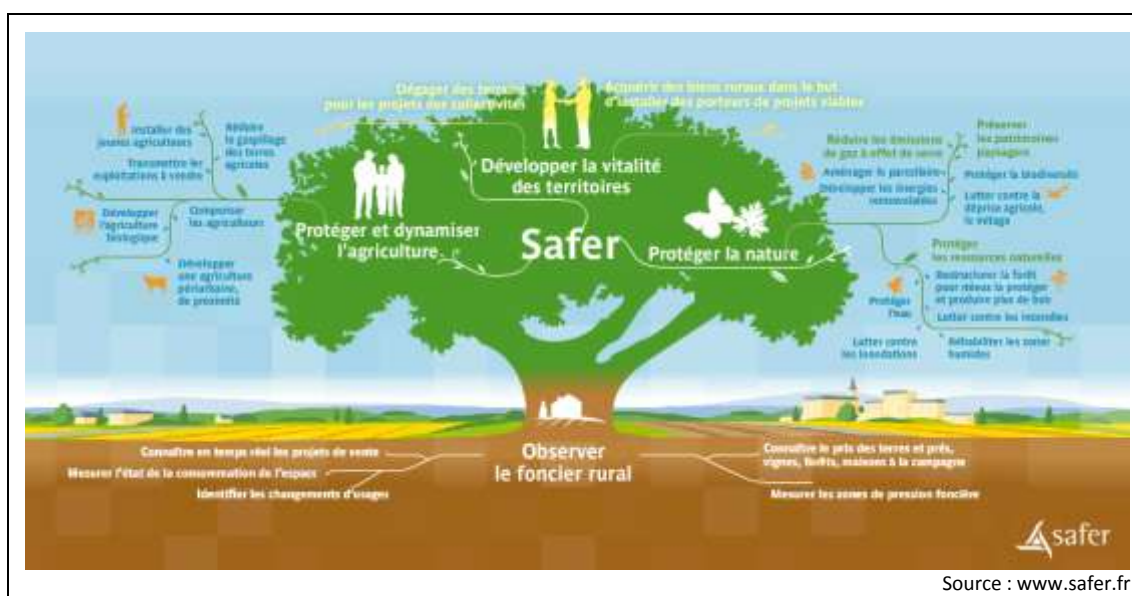 Dégager des terrains
pour les projets des collectivités
Acquérir des biens ruraux dans le but
d'installer des porteurs de projets viables
Développer la vitalité
des territoires
Installer des
jeunes agriculteurs
Réduire
le gaspillage
des terres
agricoles
Transmettre les
exploitations à vendre
Développer
l'agriculture
biologique
Compenser
les agriculteurs
Développer
une agriculture
périurbaine,
de proximité
Protéger et dynamiser
l'agriculture
Safer
Protéger la nature
Réduire les émissions
de gaz à effet de serre
Préserver
les patrimoines
paysagers
Aménager le parcellaire
Développer les énergies
renouvelables
Protéger la biodiversité
Lutter contre la
déprise agricole,
le mitage
Protéger
les ressources naturelles
Restructurer la forêt
pour mieux la protéger
et produire plus de bois
Protéger
l'eau
Lutter contre les incendies
Lutter contre
les inondations
Réhabiliter les zones
humides
Observer
le foncier rural
Connaître en temps réel les projets de vente
Mesurer l'état de la consommation de l'espace
Identifier les changements d'usages
Connaître le prix des terres et prés,
vignes, forêts, maisons à la campagne
Mesurer les zones de pression foncière
safer
Source : www.safer.fr